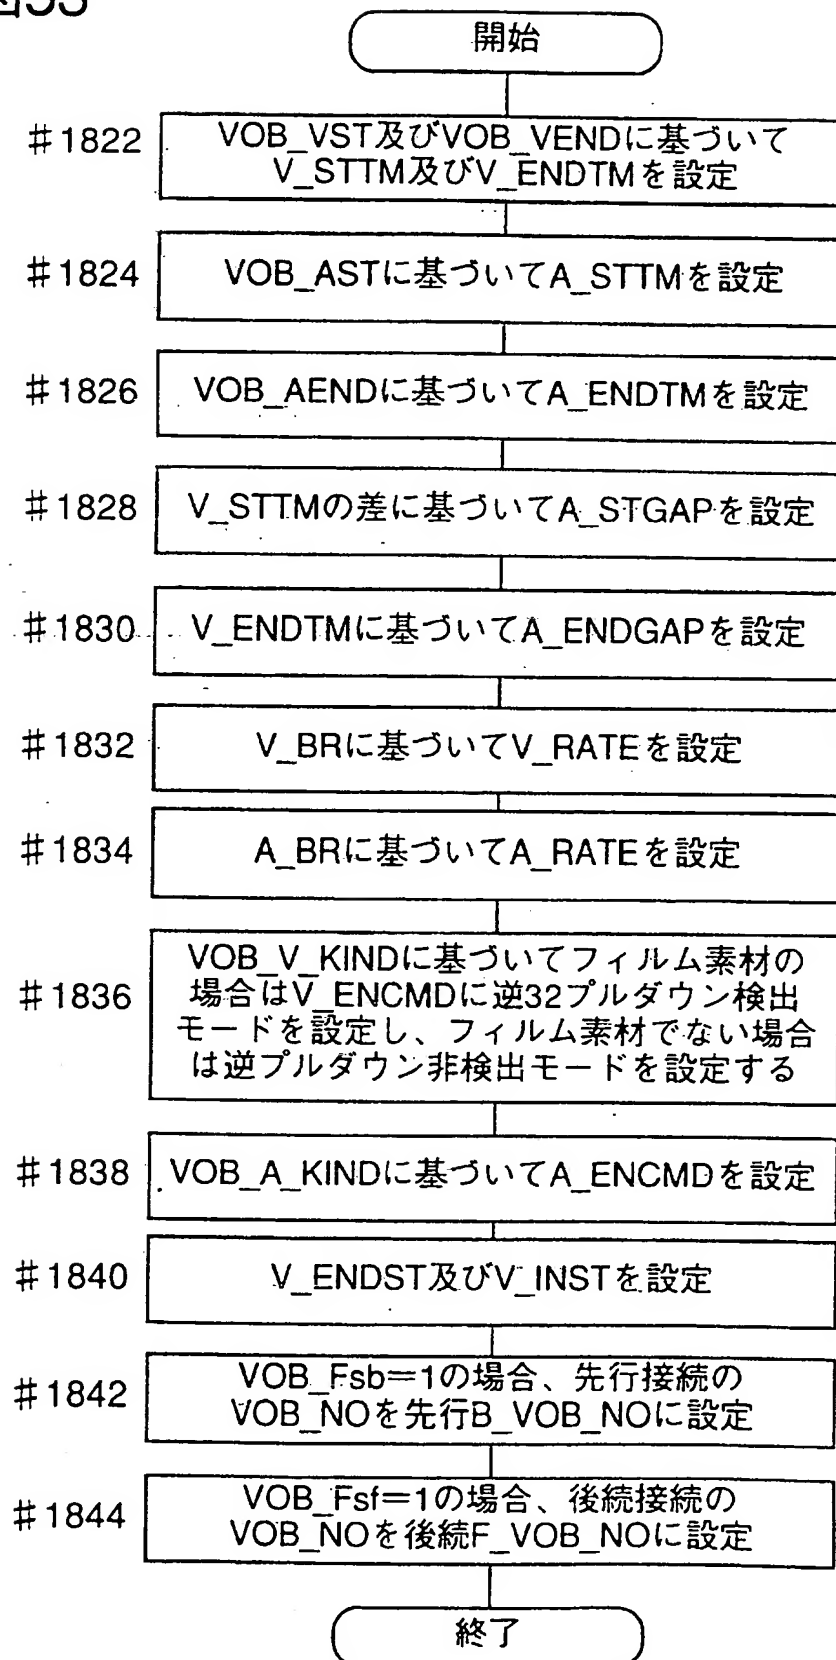 開始
#1822
VOB_VST及びVOB_VENDに基づいて
V_STTM及びV_ENDTMを設定
#1824
VOB_ASTに基づいてA_STTMを設定
#1826
VOB_AENDに基づいてA_ENDTMを設定
#1828
V_STTMの差に基づいてA_STGAPを設定
#1830
V_ENDTMに基づいてA_ENDGAPを設定
#1832
V_BRに基づいてV_RATEを設定
#1834
A_BRに基づいてA_RATEを設定
#1836
VOB_V_KINDに基づいてフィルム素材の
場合はV_ENCMDに逆32プルダウン検出
モードを設定し、フィルム素材でない場合
は逆プルダウン非検出モードを設定する
#1838
VOB_A_KINDに基づいてA_ENCMDを設定
#1840
V_ENDST及びV_INSTを設定
#1842
VOB_Fsb=1の場合、先行接続の
VOB_NOを先行B_VOB_NOに設定
#1844
VOB_Fsf=1の場合、後続接続の
VOB_NOを後続F_VOB_NOに設定
終了